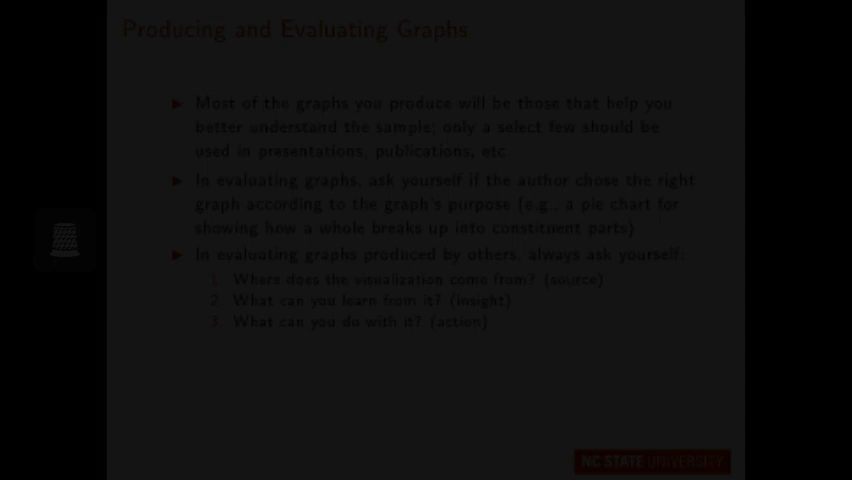 Producing and Evaluating Graphs
Most of the graphs you produce will be those that help you
better understand the sample; only a select few should be
used in presentations, publications, etc.
In evaluating graphs, ask yourself if the author chose the right
graph according to the graph's purpose (e.g., a pie chart for
showing how a whole breaks up into constituent parts)
In evaluating graphs produced by others, always ask yourself:
1. Where does the visualization come from? (source)
2. What can you learn from it? (insight)
3. What can you do with it? (action)
NC STATE UNIVERSITY